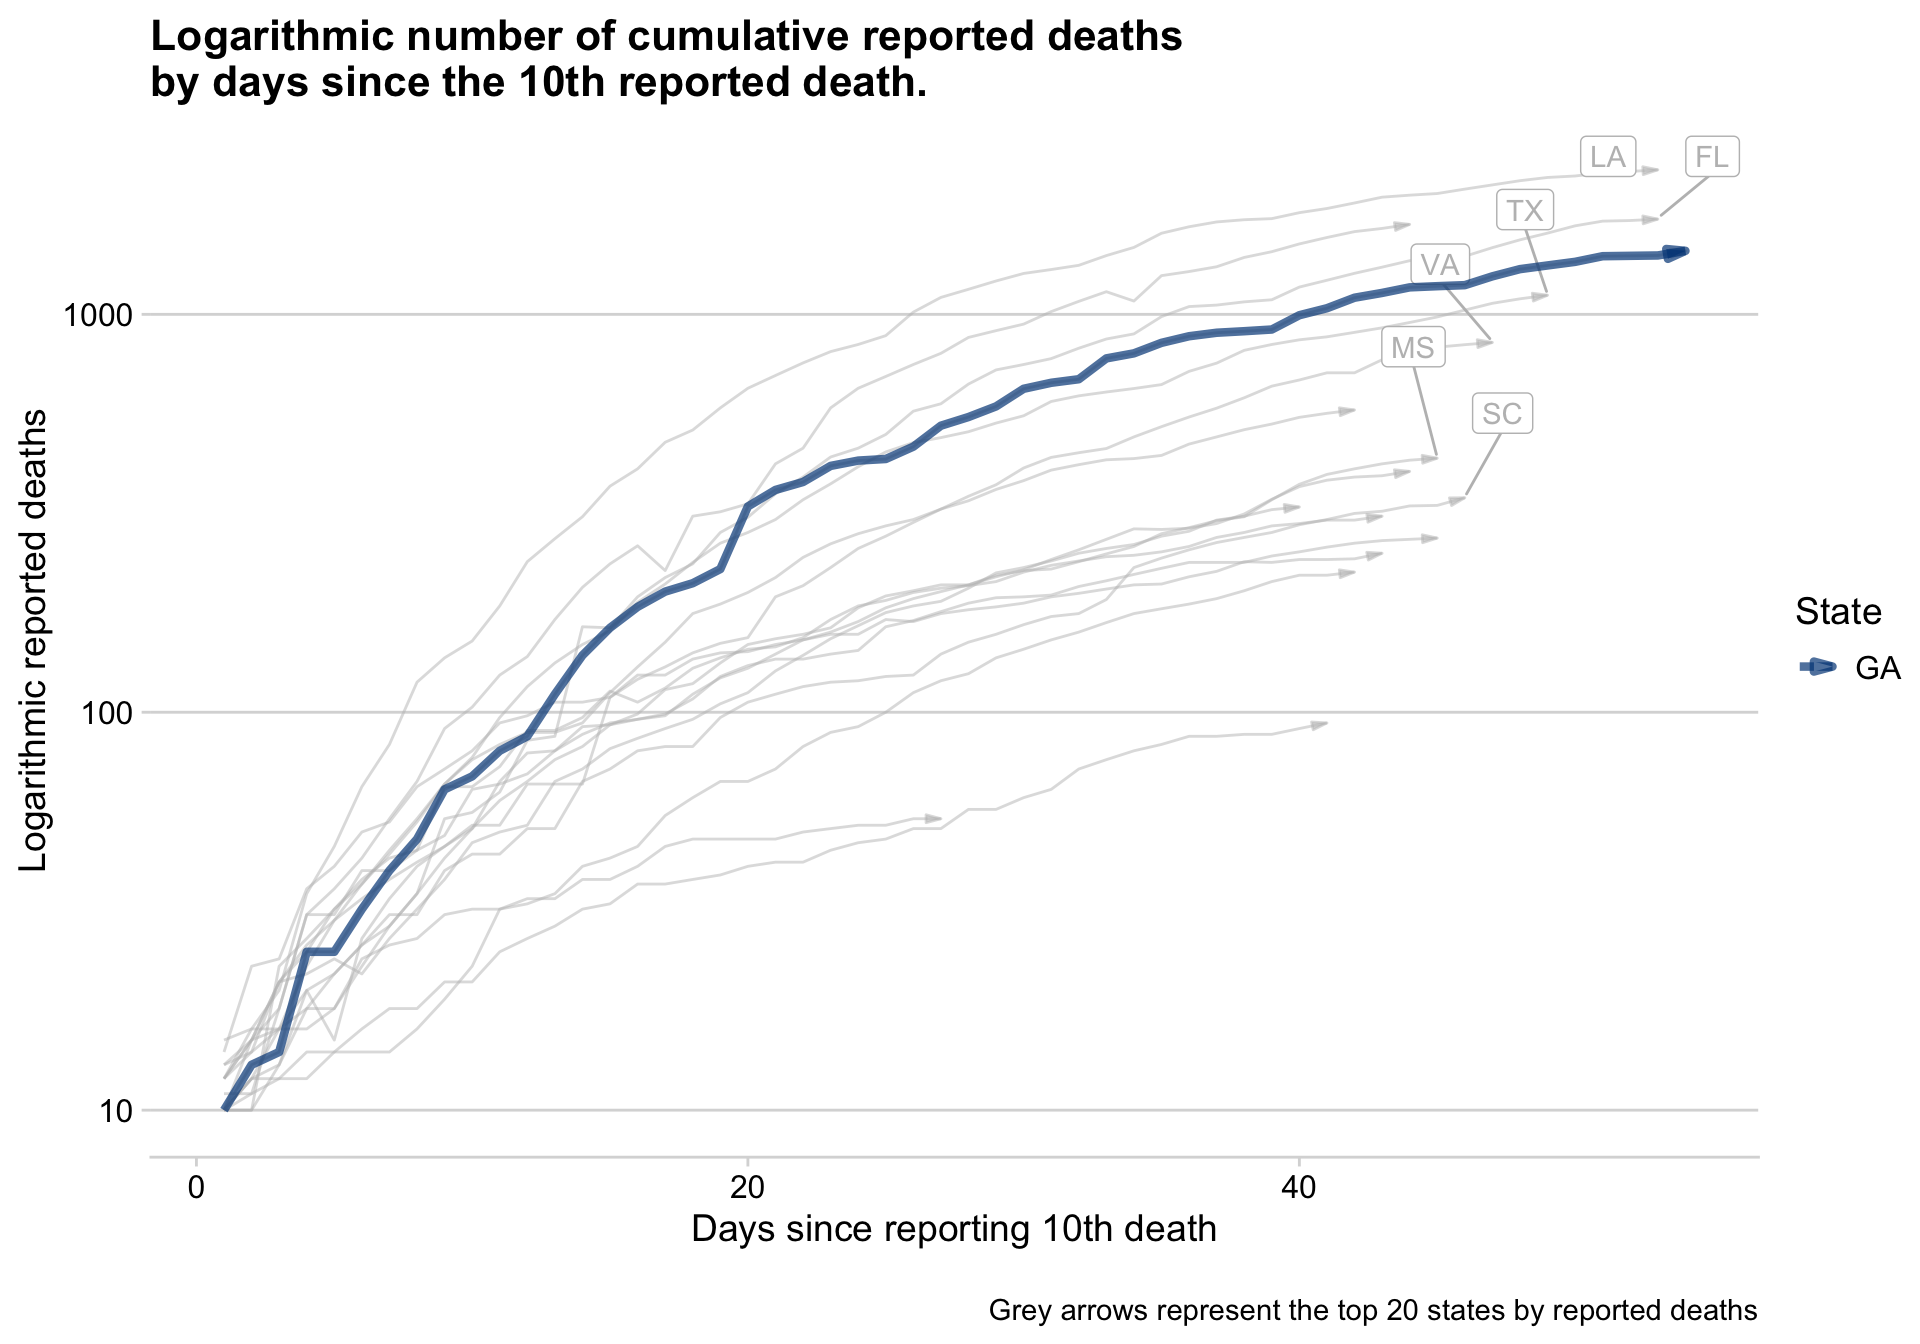 Logarithmic number of cumulative reported deaths
by days since the 10th reported death.
LA
FL
TX
VA
MS
SC
1000
100
10
Logarithmic reported deaths
0
20
40
Days since reporting 10th death
State
GA
Grey arrows represent the top 20 states by reported deaths